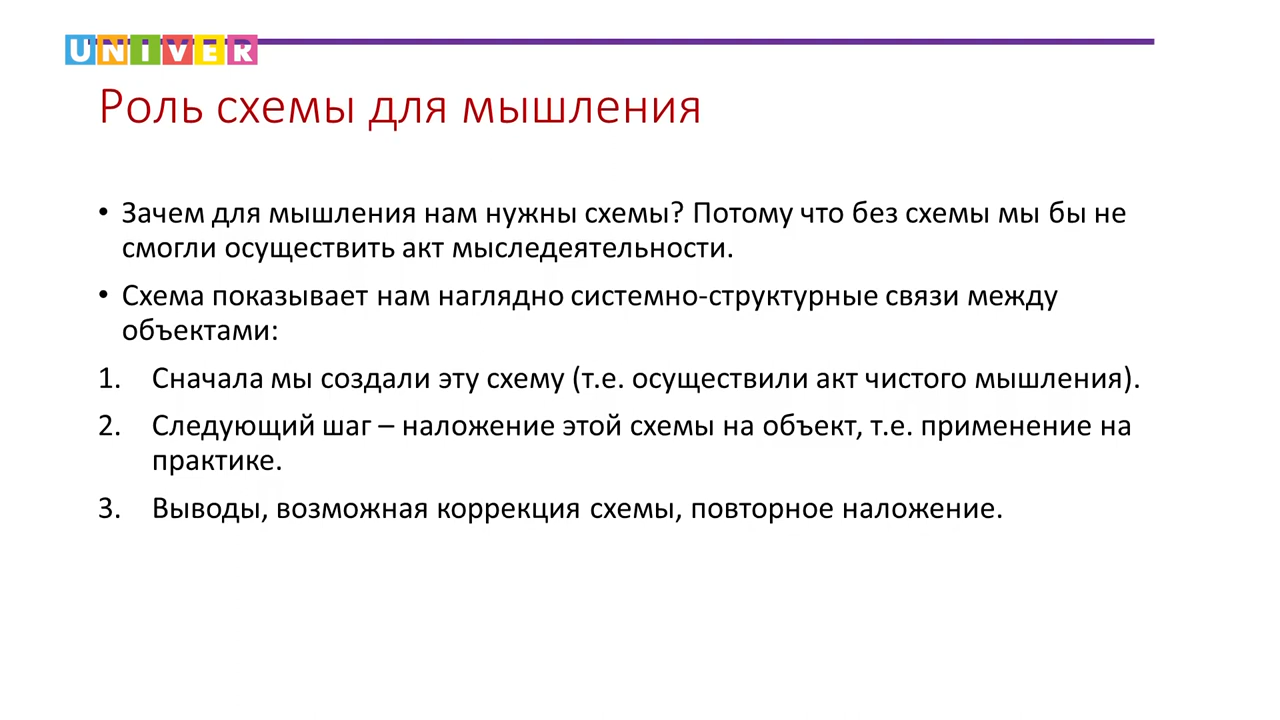 UNIVER
Роль схемы для мышления
• Зачем для мышления нам нужны схемы? Потому что без схемы мы бы не
смогли осуществить акт мыследеятельности.
• Схема показывает нам наглядно системно-структурные связи между
объектами:
1. Сначала мы создали эту схему (т.е. осуществили акт чистого мышления).
2. Следующий шаг – наложение этой схемы на объект, т.е. применение на
практике.
3. Выводы, возможная коррекция схемы, повторное наложение.